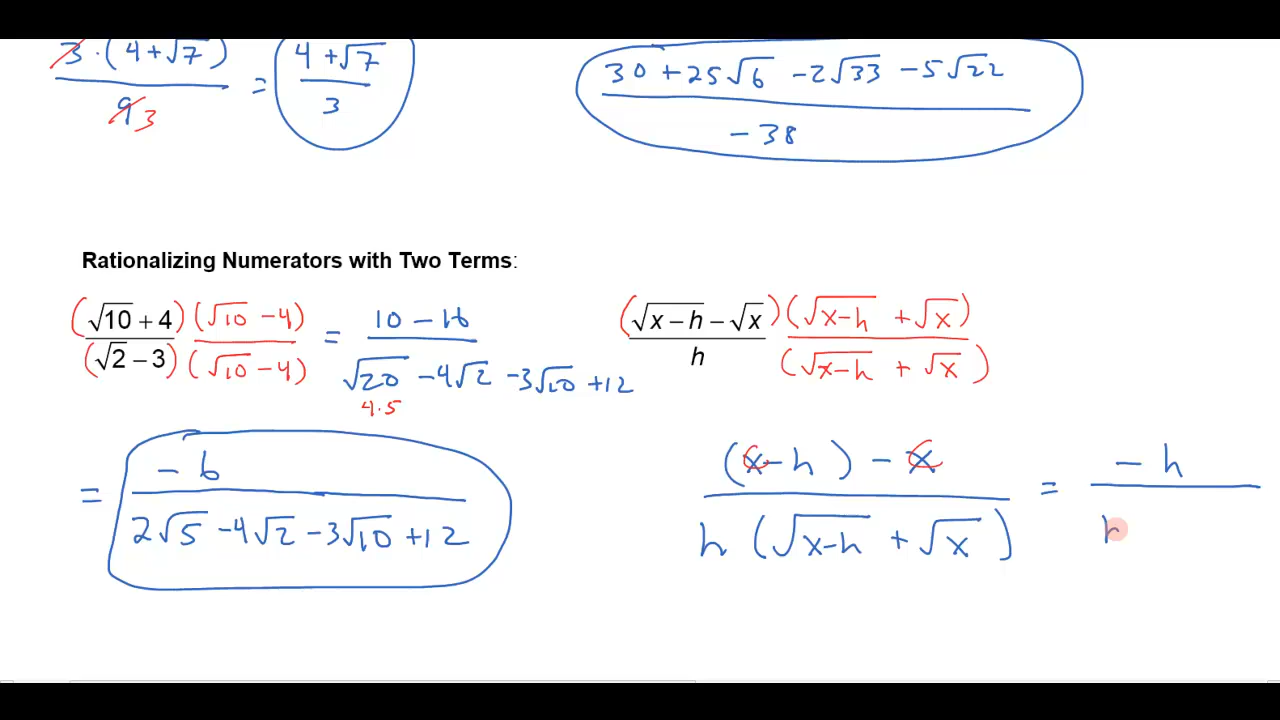 3 · (4 + √7) / 9 3 = (4 + √7) / 3
(30 + 25√6 - 2√33 - 5√22) / -38
Rationalizing Numerators with Two Terms:
(√10 + 4) (√10 - 4) / (√2 - 3) (√10 - 4) = (10 - 16) / (√20 - 4√2 - 3√10 + 12)
4·5
(√x-h - √x) (√x-h + √x) / h (√x-h + √x)
= -6 / (2√5 - 4√2 - 3√10 + 12)
(x-h) - x / h (√x-h + √x) = -h / h